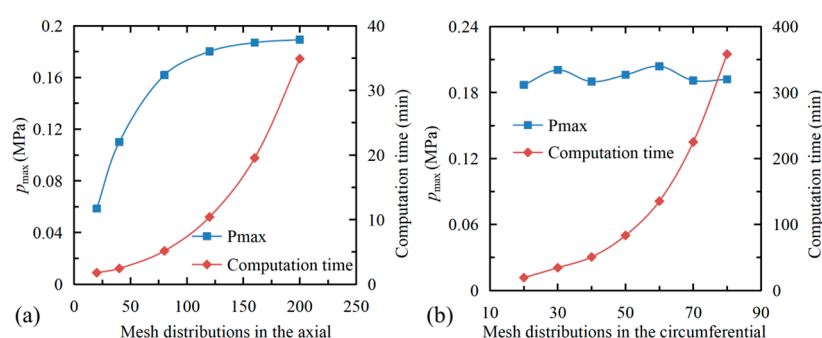 0.2
0.16
0.12
0.08
0.04
0
pmax (MPa)
40
30
20
10
0
Computation time (min)
Pmax
Computation time
0 50 100 150 200 250
(a) Mesh distributions in the axial
0.24
0.18
0.12
0.06
0
pmax (MPa)
400
300
200
100
0
Computation time (min)
Pmax
Computation time
10 30 50 70 90
(b) Mesh distributions in the circumferential